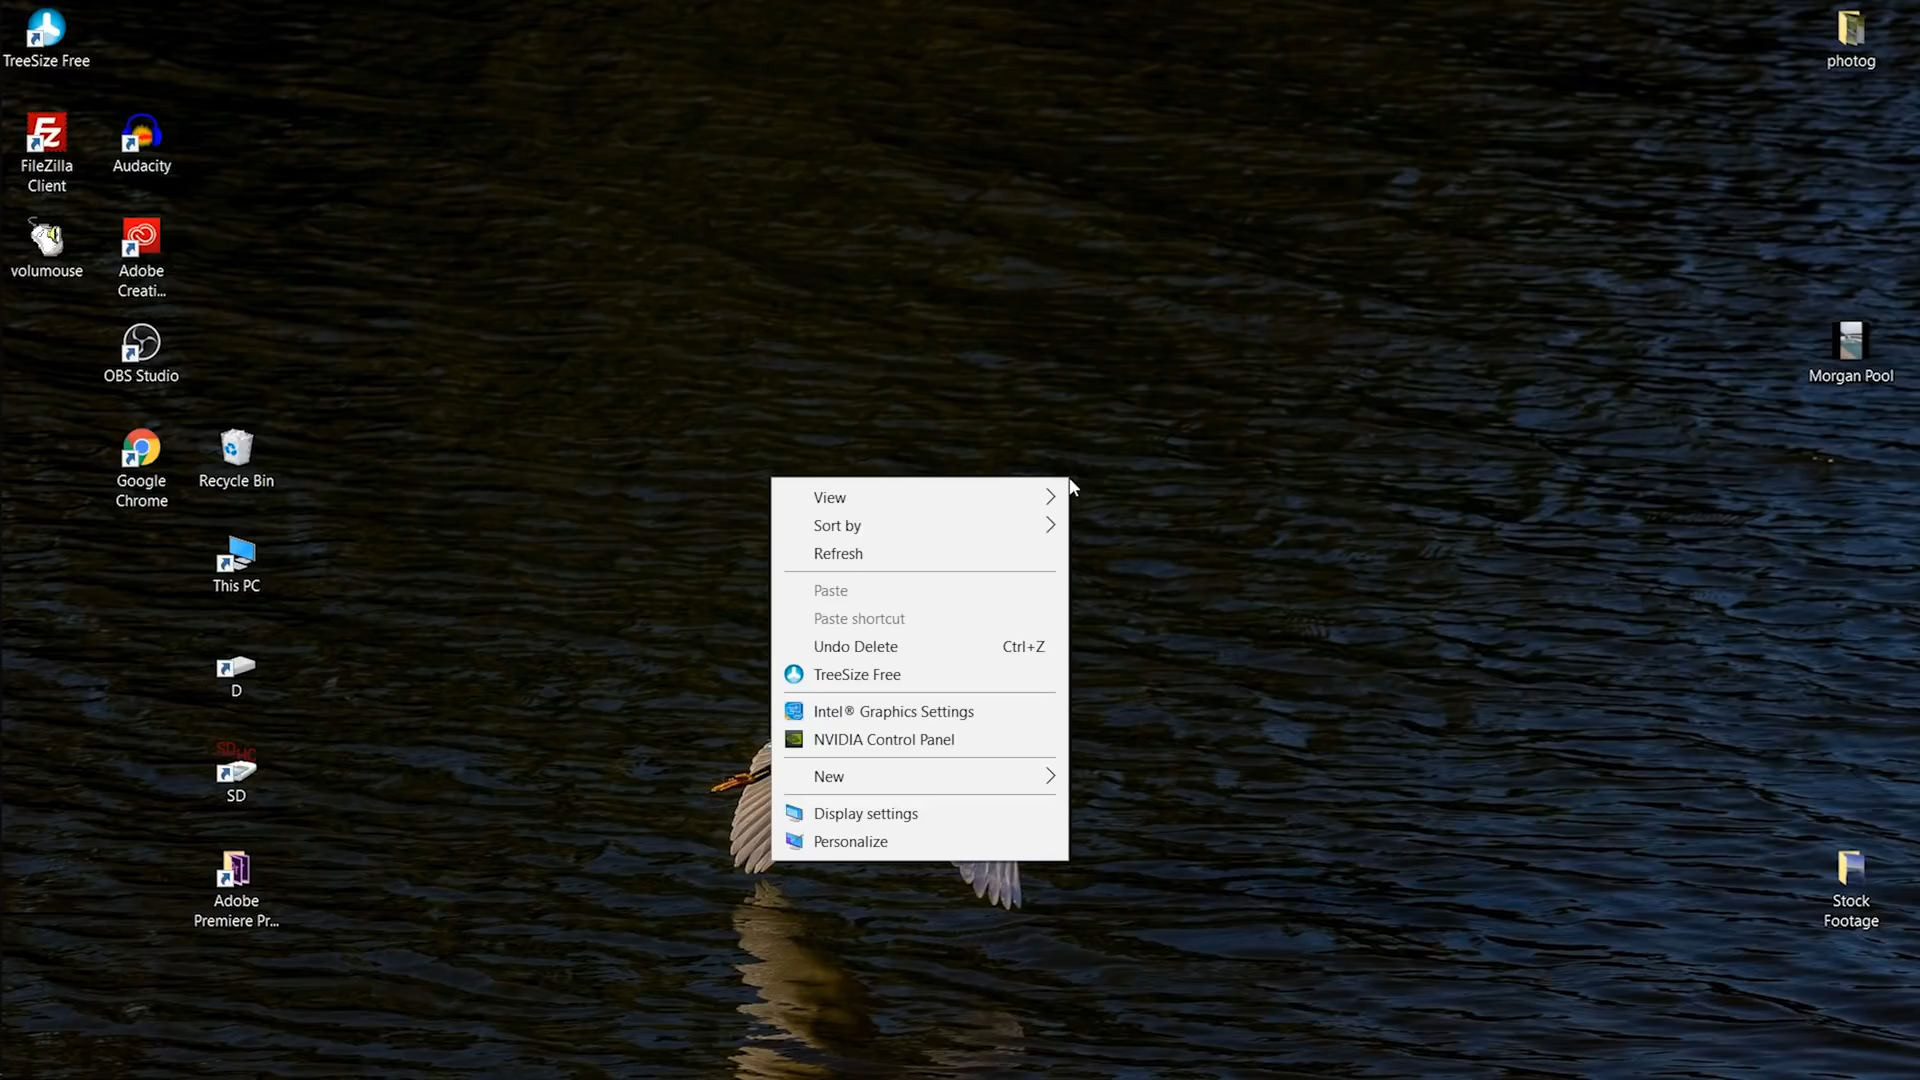 TreeSize Free
photog
FileZilla
Client
Audacity
volumouse
Adobe
Creati...
OBS Studio
Morgan Pool
Google
Chrome
Recycle Bin
This PC
D
SD
Adobe
Premiere Pr...
View
Sort by
Refresh
Paste
Paste shortcut
Undo Delete Ctrl+Z
TreeSize Free
Intel® Graphics Settings
NVIDIA Control Panel
New
Display settings
Personalize
Stock
Footage